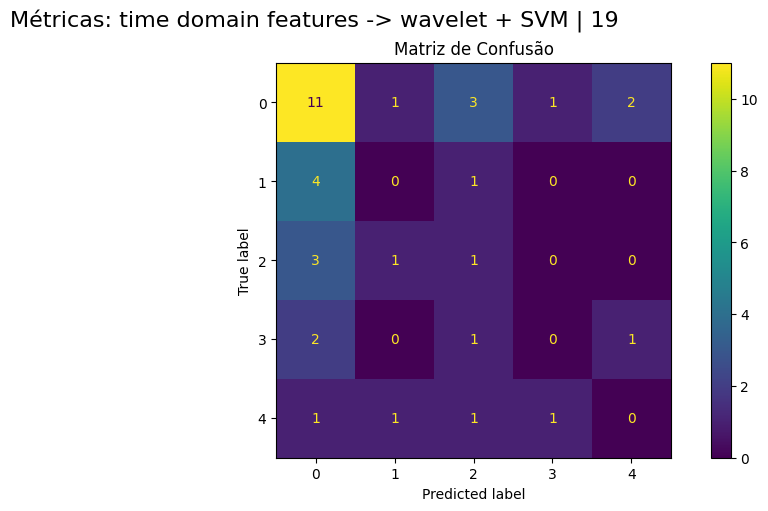 Métricas: time domain features -> wavelet + SVM | 19
Matriz de Confusão
0 11 1 3 1 2
1 4 0 1 0 0
2 3 1 1 0 0
3 2 0 1 0 1
4 1 1 1 1 0
0 1 2 3 4
True label
Predicted label
10
8
6
4
2
0